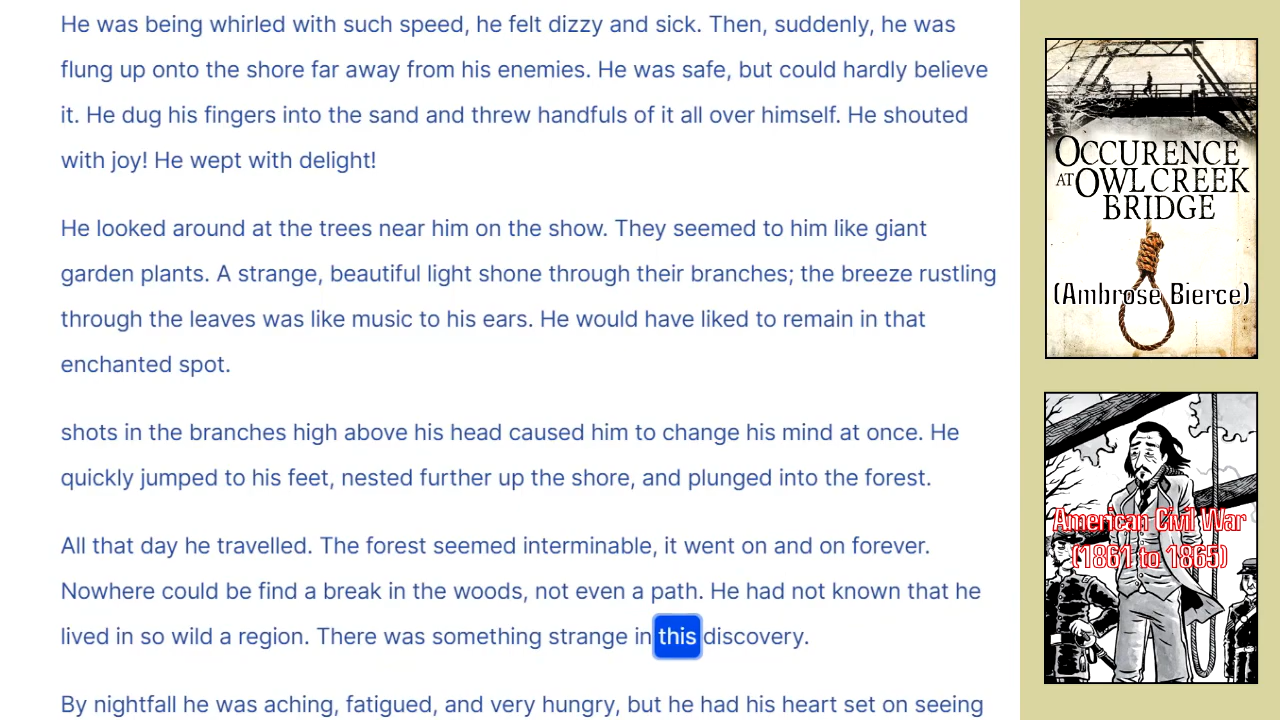 He was being whirled with such speed, he felt dizzy and sick. Then, suddenly, he was
flung up onto the shore far away from his enemies. He was safe, but could hardly believe
it. He dug his fingers into the sand and threw handfuls of it all over himself. He shouted
with joy! He wept with delight!
He looked around at the trees near him on the show. They seemed to him like giant
garden plants. A strange, beautiful light shone through their branches; the breeze rustling
through the leaves was like music to his ears. He would have liked to remain in that
enchanted spot.
shots in the branches high above his head caused him to change his mind at once. He
quickly jumped to his feet, nested further up the shore, and plunged into the forest.
All that day he travelled. The forest seemed interminable, it went on and on forever.
Nowhere could be find a break in the woods, not even a path. He had not known that he
lived in so wild a region. There was something strange in this discovery.
By nightfall he was aching, fatigued, and very hungry, but he had his heart set on seeing
OCCURENCE
AT OWL CREEK
BRIDGE
(Ambrose Bierce)
American Civil War
(1861 to 1865)